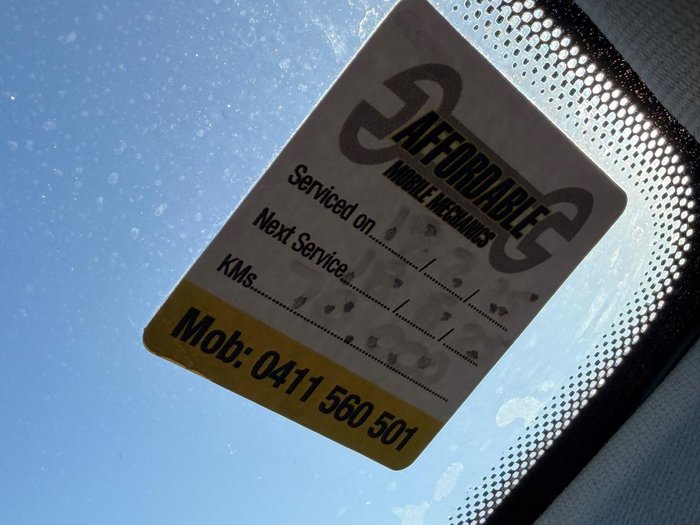 AFFORDABLE
MOBILE MECHANICS
Serviced on......../......../........
Next Service......../......../........
KMs................
Mob: 0411 560 501